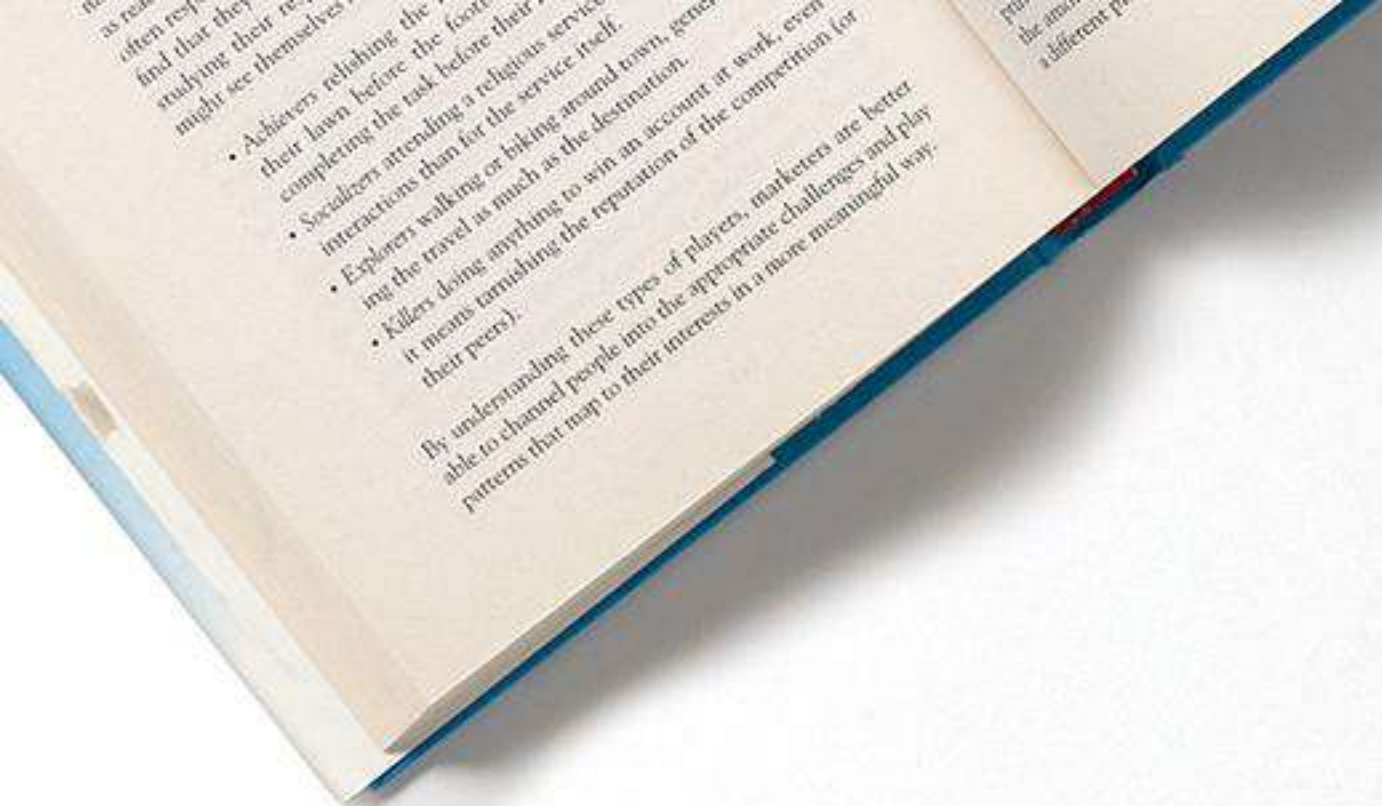 as
often resp
find that they
studying their resp
might see themselves
• Achievers relishing the
their lawn before the footb
completing the task before their
• Socializers attending a religious service
interactions than for the service itself.
• Explorers walking or biking around town, gene
ing the travel as much as the destination.
• Killers doing anything to win an account at work, even
it means tarnishing the reputation of the competition (or
their peers).
By understanding these types of players, marketers are better
able to channel people into the appropriate challenges and play
patterns that map to their interests in a more meaningful way.
the amo
a different p